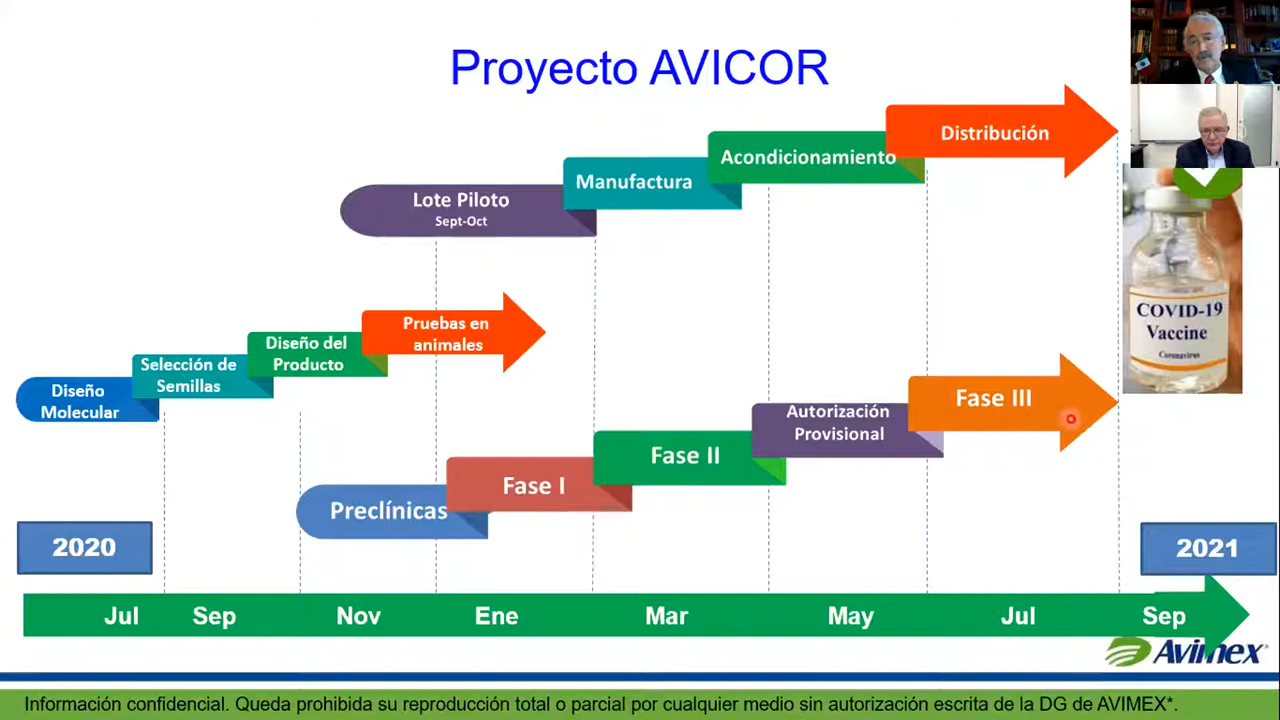 Proyecto AVICOR
Distribución
Acondicionamiento
Manufactura
Lote Piloto
Sept-Oct
Pruebas en
animales
Diseño del
Producto
Selección de
Semillas
Diseño
Molecular
COVID-19
Vaccine
Coronavirus
Fase III
Autorización
Provisional
Fase II
Fase I
Preclínicas
2020
2021
Jul Sep Nov Ene Mar May Jul Sep
Avimex
Información confidencial. Queda prohibida su reproducción total o parcial por cualquier medio sin autorización escrita de la DG de AVIMEX*.